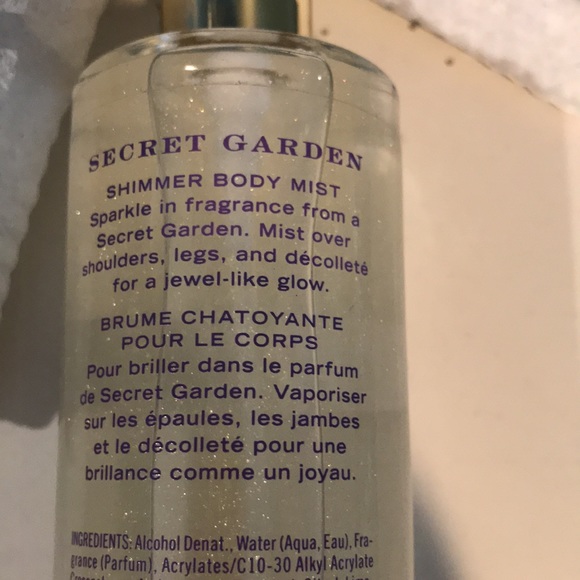 SECRET GARDEN
SHIMMER BODY MIST
Sparkle in fragrance from a
Secret Garden. Mist over
shoulders, legs, and décolleté
for a jewel-like glow.
BRUME CHATOYANTE
POUR LE CORPS
Pour briller dans le parfum
de Secret Garden. Vaporiser
sur les épaules, les jambes
et le décolleté pour une
brillance comme un joyau.
INGREDIENTS: Alcohol Denat., Water (Aqua, Eau), Fra-
grance (Parfum), Acrylates/C10-30 Alkyl Acrylate